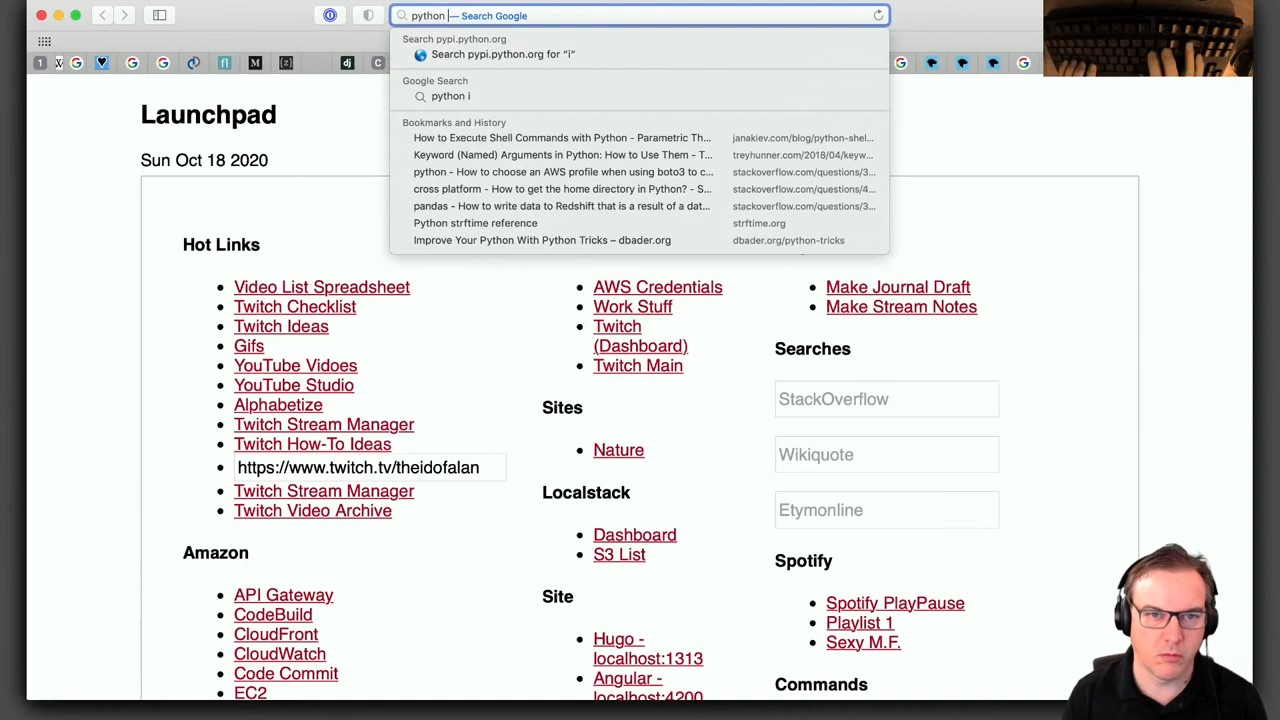 python — Search Google
Search pypi.python.org
Search pypi.python.org for “i”
Google Search
python i
Bookmarks and History
How to Execute Shell Commands with Python - Parametric Th... janakiev.com/blog/python-shel...
Keyword (Named) Arguments in Python: How to Use Them - T... treyhunner.com/2018/04/keyw...
python - How to choose an AWS profile when using boto3 to c... stackoverflow.com/questions/3...
cross platform - How to get the home directory in Python? - S... stackoverflow.com/questions/4...
pandas - How to write data to Redshift that is a result of a dat... stackoverflow.com/questions/3...
Python strftime reference strftime.org
Improve Your Python With Python Tricks – dbader.org dbader.org/python-tricks
1
M
{z}
dj
C
Launchpad
Sun Oct 18 2020
Hot Links
Video List Spreadsheet
Twitch Checklist
Twitch Ideas
Gifs
YouTube Vidoes
YouTube Studio
Alphabetize
Twitch Stream Manager
Twitch How-To Ideas
https://www.twitch.tv/theidofalan
Twitch Stream Manager
Twitch Video Archive
Amazon
API Gateway
CodeBuild
CloudFront
CloudWatch
Code Commit
EC2
AWS Credentials
Work Stuff
Twitch
(Dashboard)
Twitch Main
Sites
Nature
Localstack
Dashboard
S3 List
Site
Hugo -
localhost:1313
Angular -
localhost:4200
Make Journal Draft
Make Stream Notes
Searches
StackOverflow
Wikiquote
Etymonline
Spotify
Spotify PlayPause
Playlist 1
Sexy M.F.
Commands